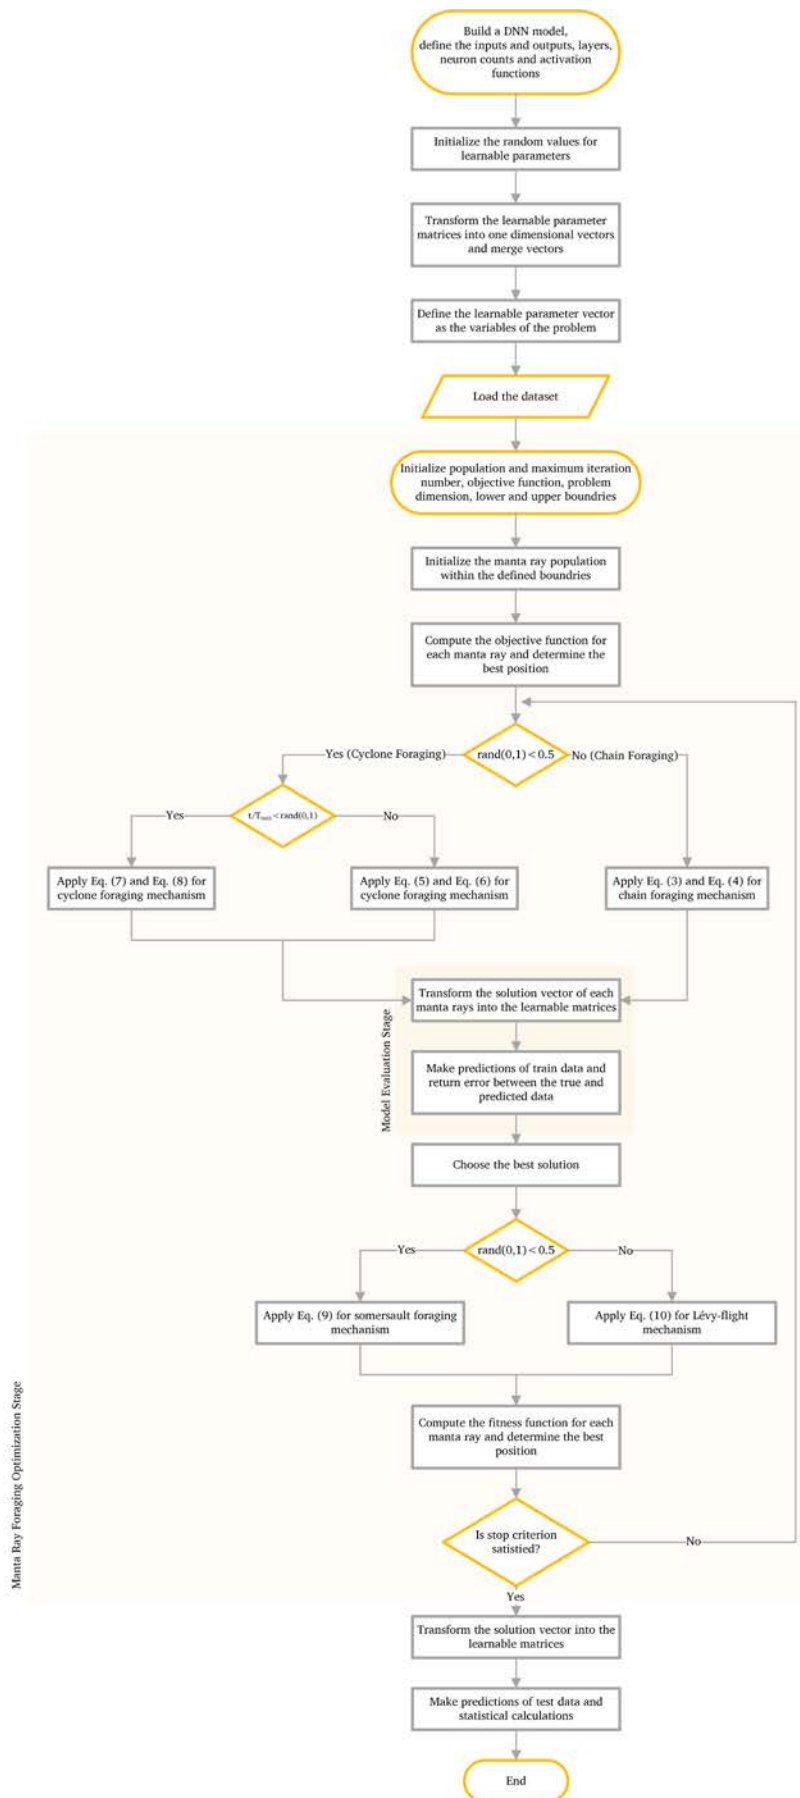 Build a DNN model,
define the inputs and outputs, layers,
neuron counts and activation
functions
Initialize the random values for
learnable parameters
Transform the learnable parameter
matrices into one dimensional vectors
and merge vectors
Define the learnable parameter vector
as the variables of the problem
Load the dataset
Initialize population and maximum iteration
number, objective function, problem
dimension, lower and upper boundries
Initialize the manta ray population
within the defined boundries
Compute the objective function for
each manta ray and determine the
best position
Yes (Cyclone Foraging)
rand(0,1)<0.5
No (Chain Foraging)
Yes
t/Tmax<rand(0,1)
No
Apply Eq. (7) and Eq. (8) for
cyclone foraging mechanism
Apply Eq. (5) and Eq. (6) for
cyclone foraging mechanism
Apply Eq. (3) and Eq. (4) for
chain foraging mechanism
Model Evaluation Stage
Transform the solution vector of each
manta rays into the learnable matrices
Make predictions of train data and
return error between the true and
predicted data
Choose the best solution
Yes
rand(0,1)<0.5
No
Apply Eq. (9) for somersault foraging
mechanism
Apply Eq. (10) for Lévy-flight
mechanism
Manta Ray Foraging Optimization Stage
Compute the fitness function for each
manta ray and determine the best
position
Is stop criterion
satistied?
No
Yes
Transform the solution vector into the
learnable matrices
Make predictions of test data and
statistical calculations
End